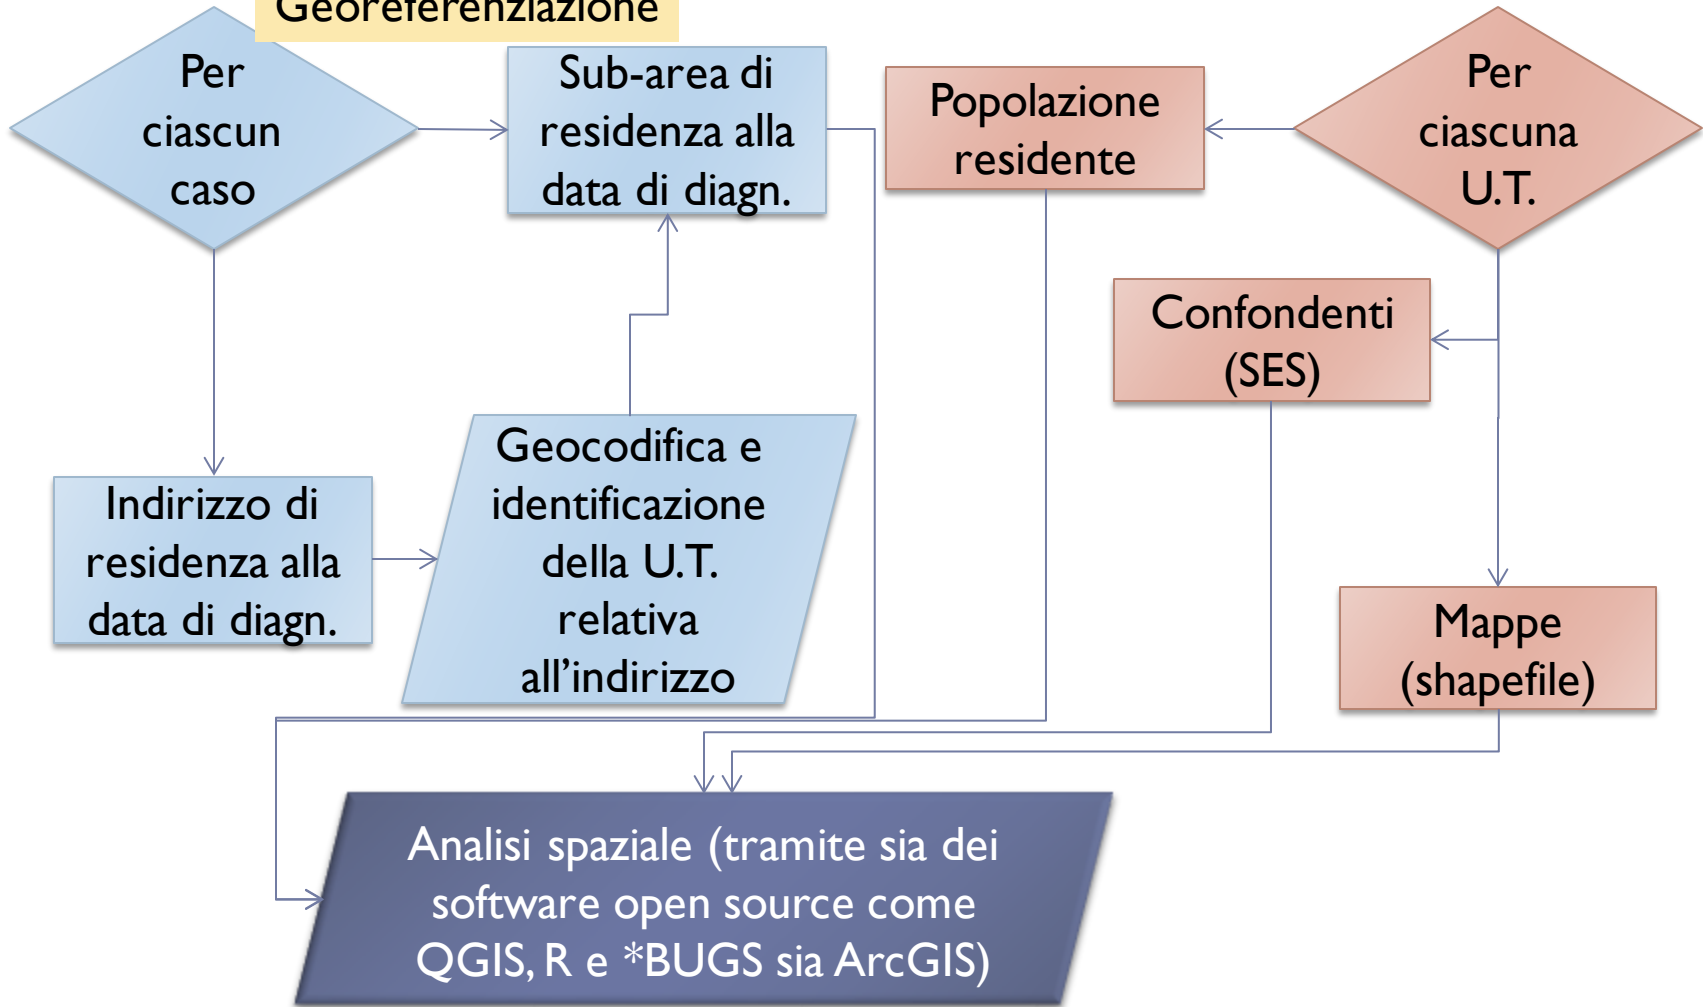 Georeferenziazione
Per
ciascun
caso
Sub-area di
residenza alla
data di diagn.
Popolazione
residente
Per
ciascuna
U.T.
Confondenti
(SES)
Indirizzo di
residenza alla
data di diagn.
Geocodifica e
identificazione
della U.T.
relativa
all’indirizzo
Mappe
(shapefile)
Analisi spaziale (tramite sia dei
software open source come
QGIS, R e *BUGS sia ArcGIS)